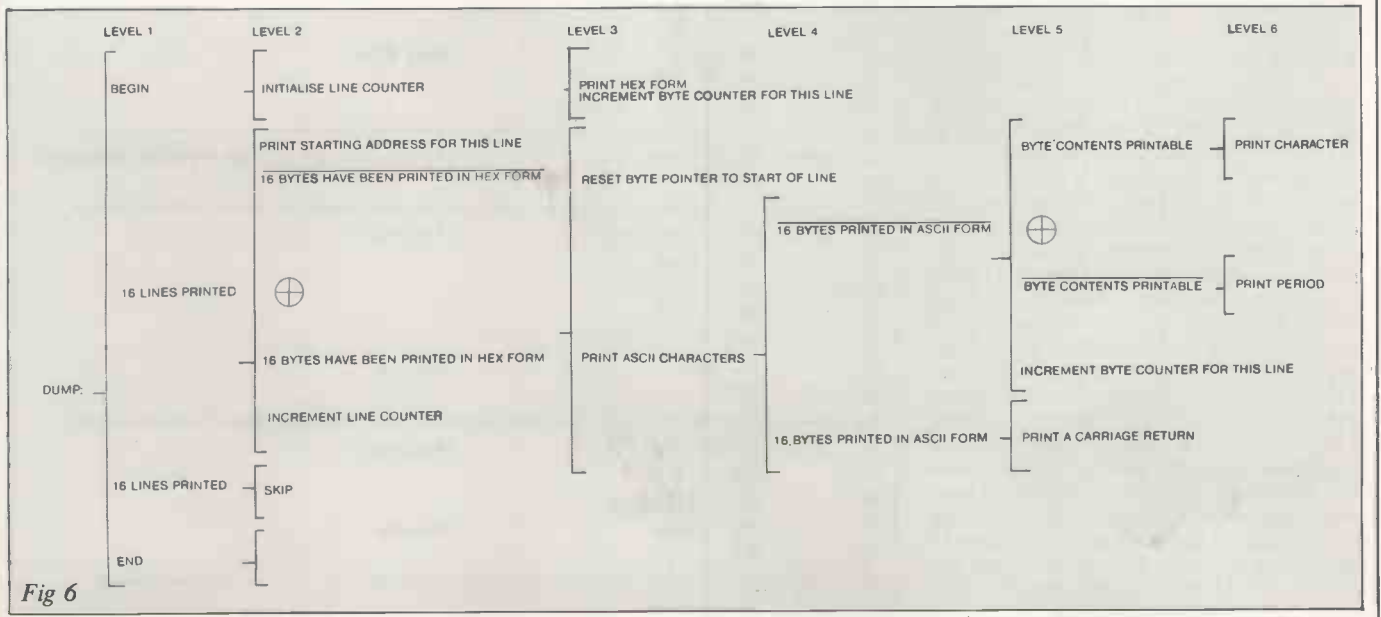 LEVEL 1
LEVEL 2
LEVEL 3
LEVEL 4
LEVEL 5
LEVEL 6
BEGIN
INITIALISE LINE COUNTER
PRINT HEX FORM
INCREMENT BYTE COUNTER FOR THIS LINE
PRINT STARTING ADDRESS FOR THIS LINE
16 BYTES HAVE BEEN PRINTED IN HEX FORM
RESET BYTE POINTER TO START OF LINE
BYTE CONTENTS PRINTABLE
PRINT CHARACTER
16 BYTES PRINTED IN ASCII FORM
16 LINES PRINTED
BYTE CONTENTS PRINTABLE
PRINT PERIOD
16 BYTES HAVE BEEN PRINTED IN HEX FORM
PRINT ASCII CHARACTERS
INCREMENT BYTE COUNTER FOR THIS LINE
DUMP:
INCREMENT LINE COUNTER
16 BYTES PRINTED IN ASCII FORM
PRINT A CARRIAGE RETURN
16 LINES PRINTED
SKIP
END
Fig 6